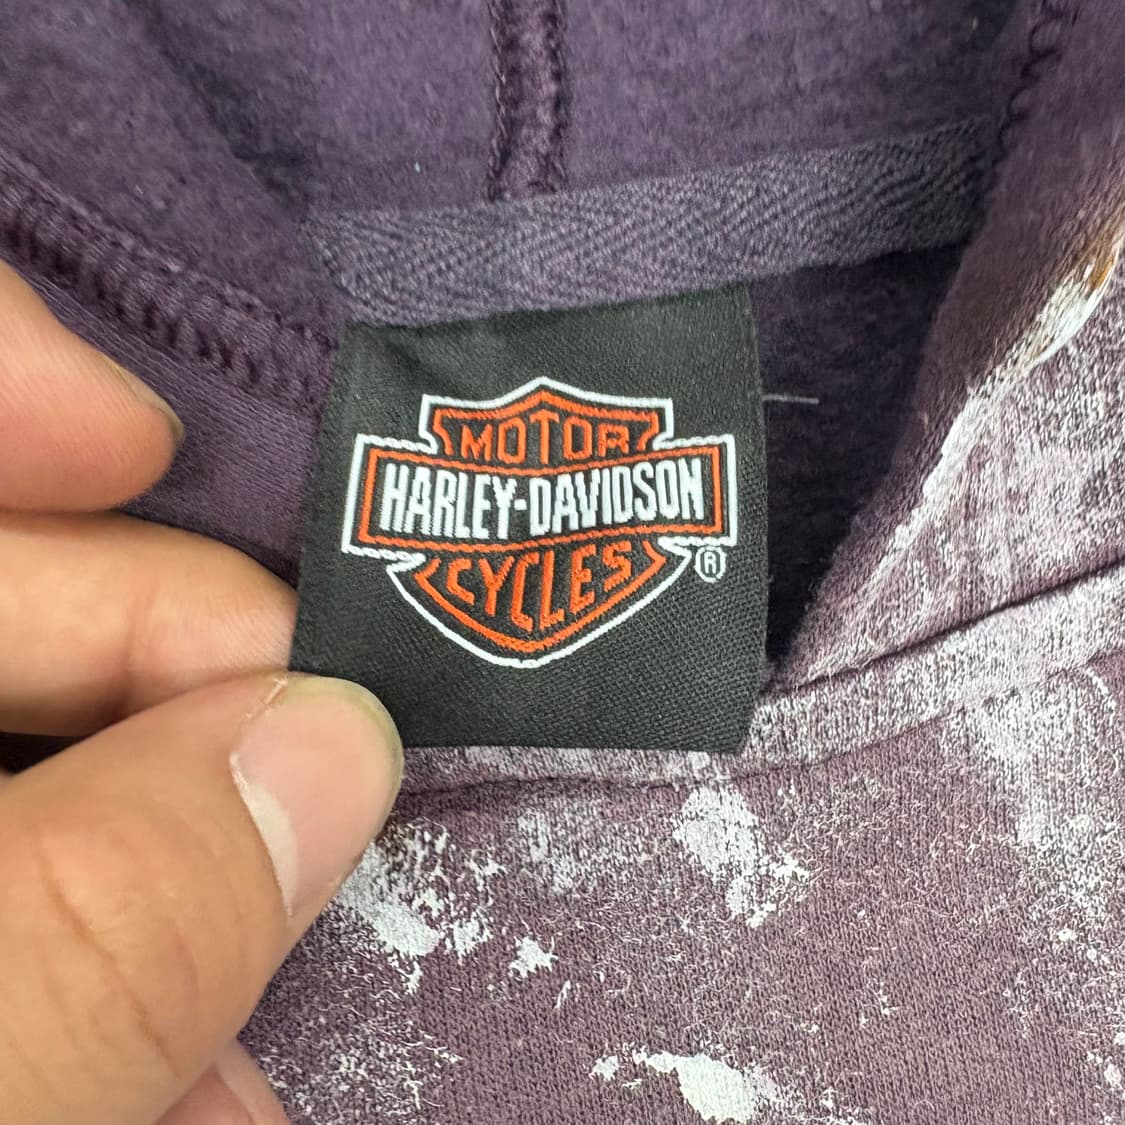 MOTOR
HARLEY-DAVIDSON
CYCLES
®